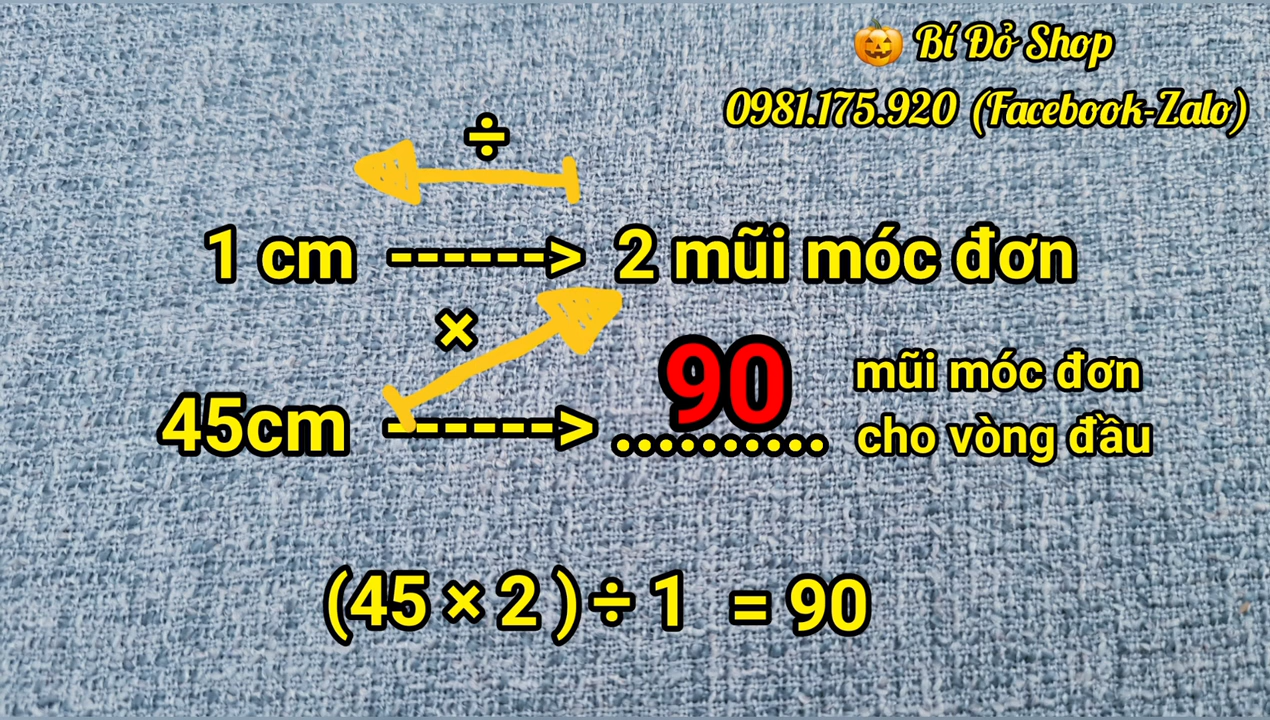 🎃 Bí Đỏ Shop
0981.175.920 (Facebook-Zalo)
÷
1 cm ------> 2 mũi móc đơn
×
45cm ------> .......... 90 mũi móc đơn
cho vòng đầu
(45 × 2 ) ÷ 1 = 90